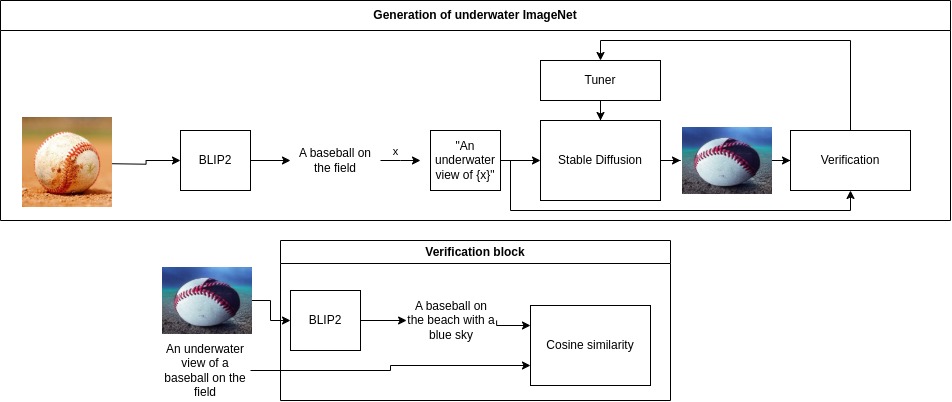 Generation of underwater ImageNet
Tuner
BLIP2
A baseball on
the field
x
"An
underwater
view of {x}"
Stable Diffusion
Verification
Verification block
BLIP2
A baseball on
the beach with a
blue sky
Cosine similarity
An underwater
view of a
baseball on the
field